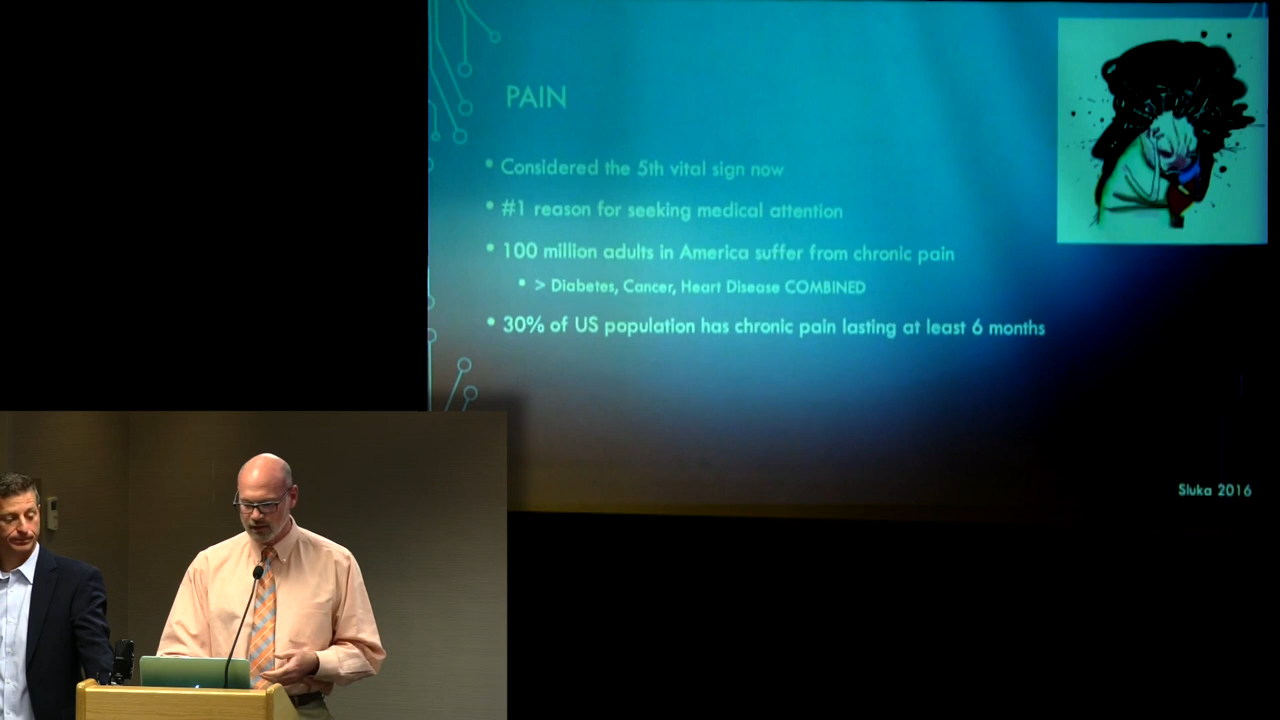 PAIN
• Considered the 5th vital sign now
• #1 reason for seeking medical attention
• 100 million adults in America suffer from chronic pain
• > Diabetes, Cancer, Heart Disease COMBINED
• 30% of US population has chronic pain lasting at least 6 months
Sluka 2016